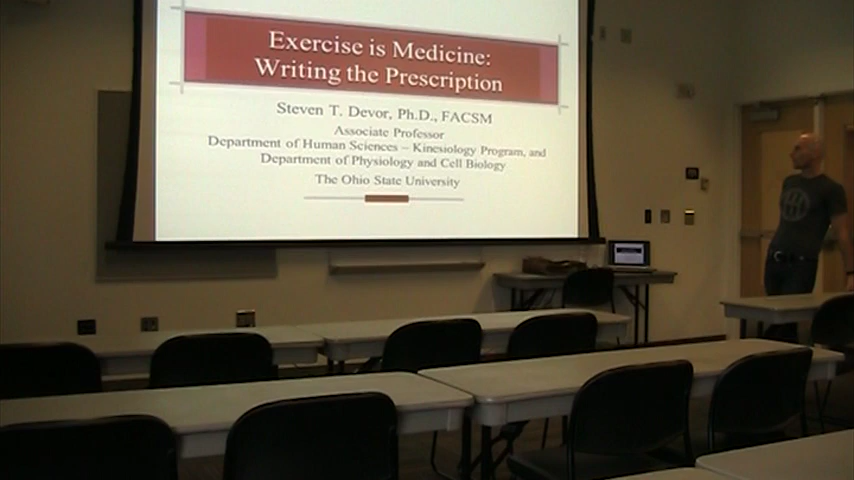 Exercise is Medicine:
Writing the Prescription
Steven T. Devor, Ph.D., FACSM
Associate Professor
Department of Human Sciences – Kinesiology Program, and
Department of Physiology and Cell Biology
The Ohio State University